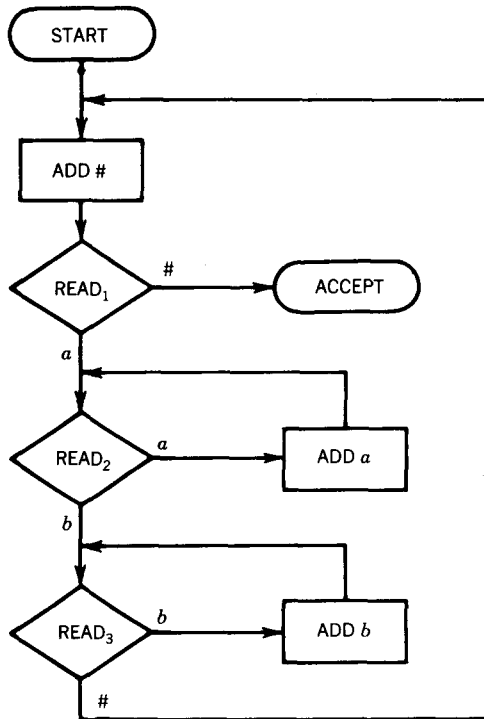 START
ADD #
READ₁
#
ACCEPT
a
READ₂
a
ADD a
b
READ₃
b
ADD b
#